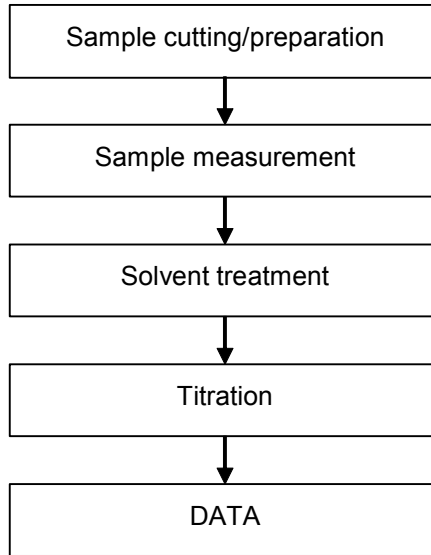 Sample cutting/preparation
Sample measurement
Solvent treatment
Titration
DATA